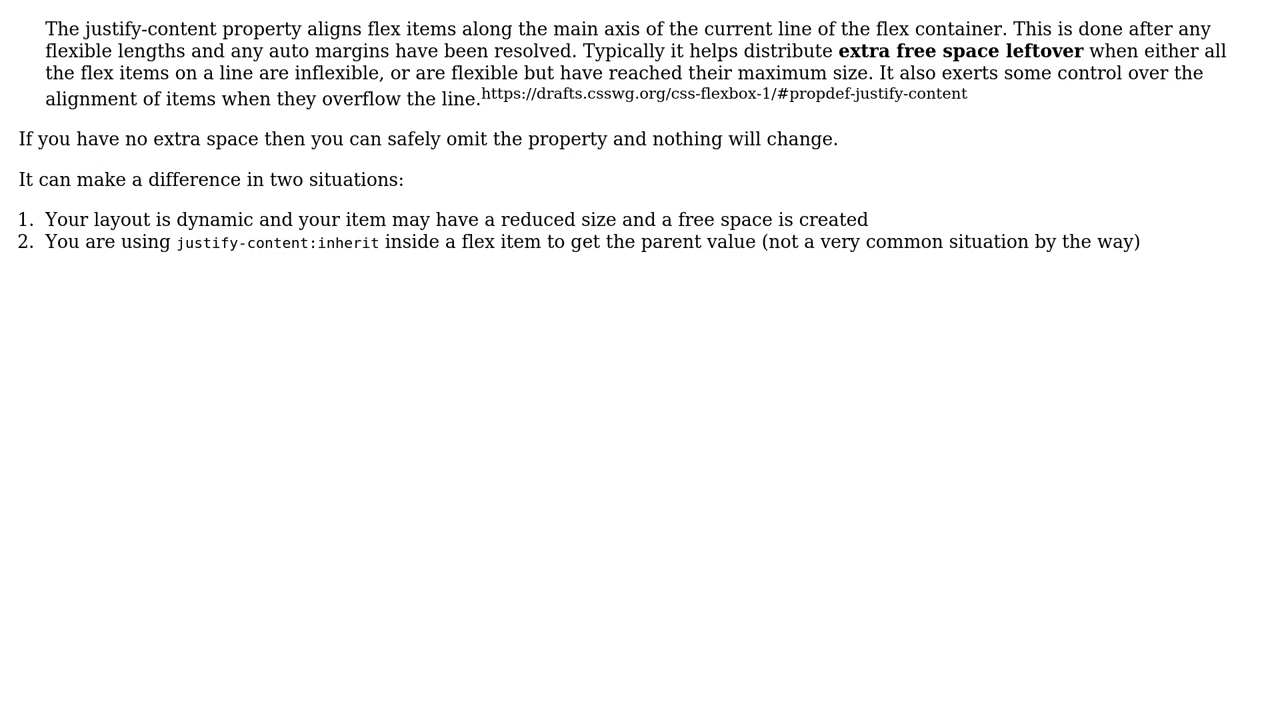 The justify-content property aligns flex items along the main axis of the current line of the flex container. This is done after any
flexible lengths and any auto margins have been resolved. Typically it helps distribute extra free space leftover when either all
the flex items on a line are inflexible, or are flexible but have reached their maximum size. It also exerts some control over the
alignment of items when they overflow the line.https://drafts.csswg.org/css-flexbox-1/#propdef-justify-content
If you have no extra space then you can safely omit the property and nothing will change.
It can make a difference in two situations:
1. Your layout is dynamic and your item may have a reduced size and a free space is created
2. You are using justify-content:inherit inside a flex item to get the parent value (not a very common situation by the way)